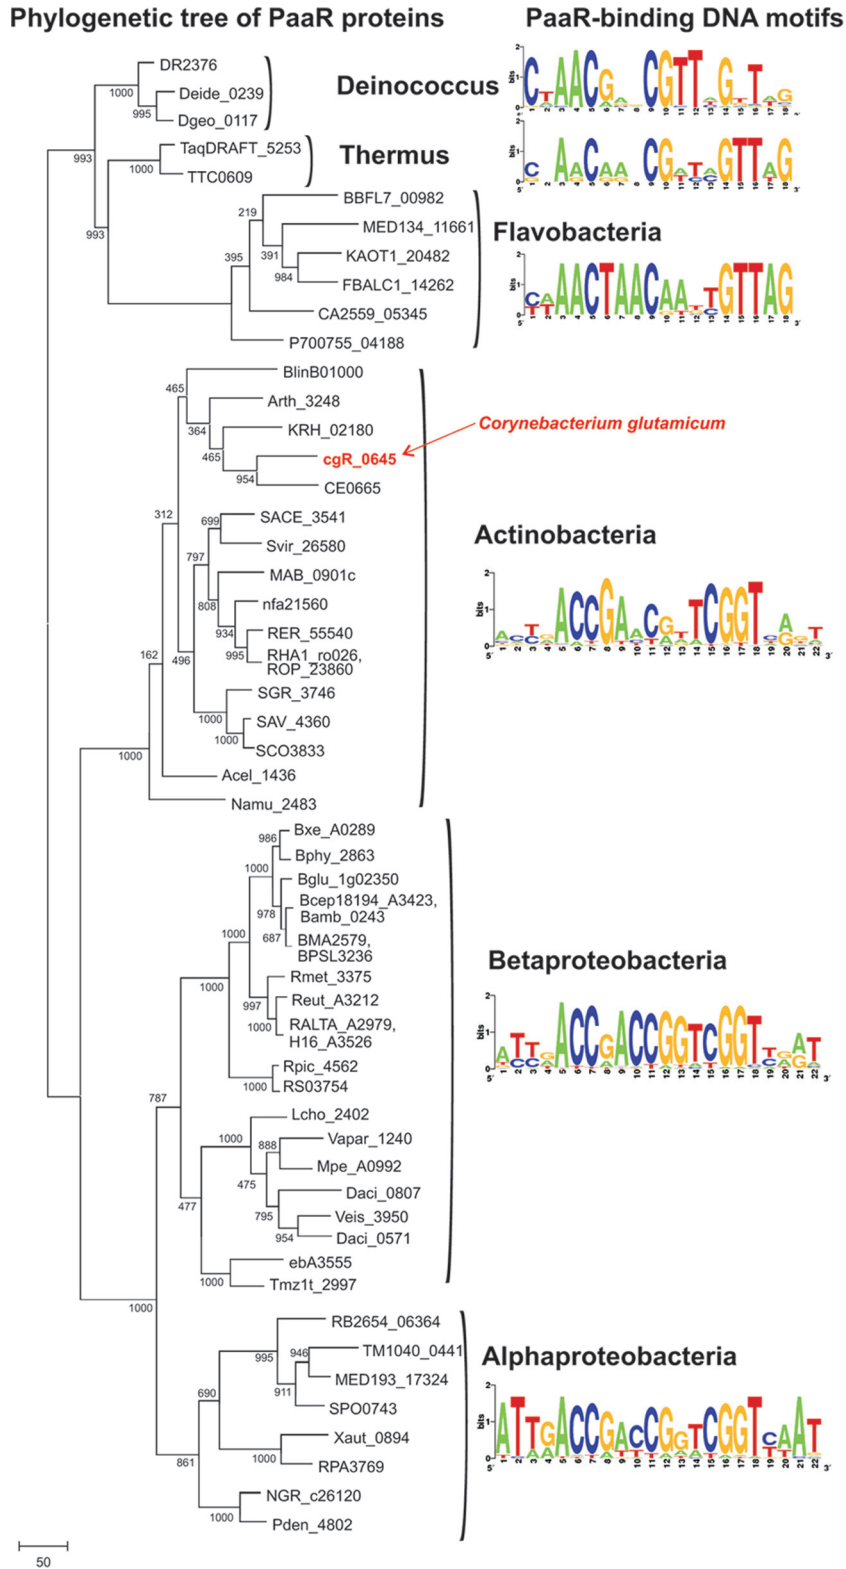 Phylogenetic tree of PaaR proteins
PaaR-binding DNA motifs
DR2376
Deide_0239
Dgeo_0117
1000
995
Deinococcus
993
TaqDRAFT_5253
TTC0609
1000
Thermus
993
BBFL7_00982
MED134_11661
KAOT1_20482
FBALC1_14262
CA2559_05345
P700755_04188
219
391
984
395
Flavobacteria
BlinB01000
Arth_3248
KRH_02180
cgR_0645
CE0665
465
364
465
954
Corynebacterium glutamicum
312
SACE_3541
Svir_26580
MAB_0901c
nfa21560
RER_55540
RHA1_ro026,
ROP_23860
SGR_3746
SAV_4360
SCO3833
Acel_1436
Namu_2483
699
797
808
934
995
496
1000
1000
162
1000
Actinobacteria
Bxe_A0289
Bphy_2863
Bglu_1g02350
Bcep18194_A3423,
Bamb_0243
BMA2579,
BPSL3236
Rmet_3375
Reut_A3212
RALTA_A2979,
H16_A3526
Rpic_4562
RS03754
986
1000
978
687
1000
997
1000
1000
1000
787
Lcho_2402
Vapar_1240
Mpe_A0992
Daci_0807
Veis_3950
Daci_0571
ebA3555
Tmz1t_2997
1000
888
475
795
954
477
1000
1000
Betaproteobacteria
RB2654_06364
TM1040_0441
MED193_17324
SPO0743
Xaut_0894
RPA3769
NGR_c26120
Pden_4802
995
946
911
690
1000
861
1000
Alphaproteobacteria
50